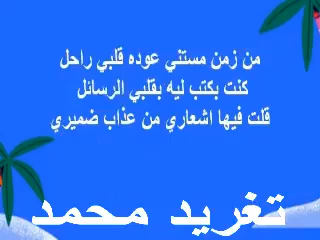 من زمن مستني عوده قلبي راحل
كنت بكتب ليه بقلبي الرسائل
قلت فيها اشعاري من عذاب ضميري
تغريد محمد